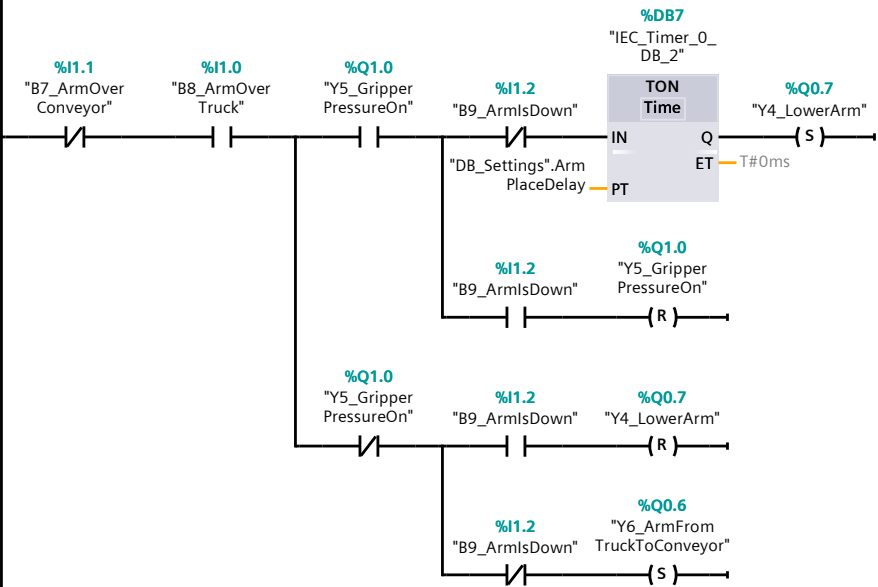 %DB7
"IEC_Timer_0_
DB_2"
%I1.1
"B7_ArmOver
Conveyor"
%I1.0
"B8_ArmOver
Truck"
%Q1.0
"Y5_Gripper
PressureOn"
%I1.2
"B9_ArmIsDown"
TON
Time
%Q0.7
"Y4_LowerArm"
S
IN
Q
"DB_Settings".Arm
PlaceDelay
PT
ET
T#0ms
%I1.2
"B9_ArmIsDown"
%Q1.0
"Y5_Gripper
PressureOn"
R
%Q1.0
"Y5_Gripper
PressureOn"
%I1.2
"B9_ArmIsDown"
%Q0.7
"Y4_LowerArm"
R
%I1.2
"B9_ArmIsDown"
%Q0.6
"Y6_ArmFrom
TruckToConveyor"
S